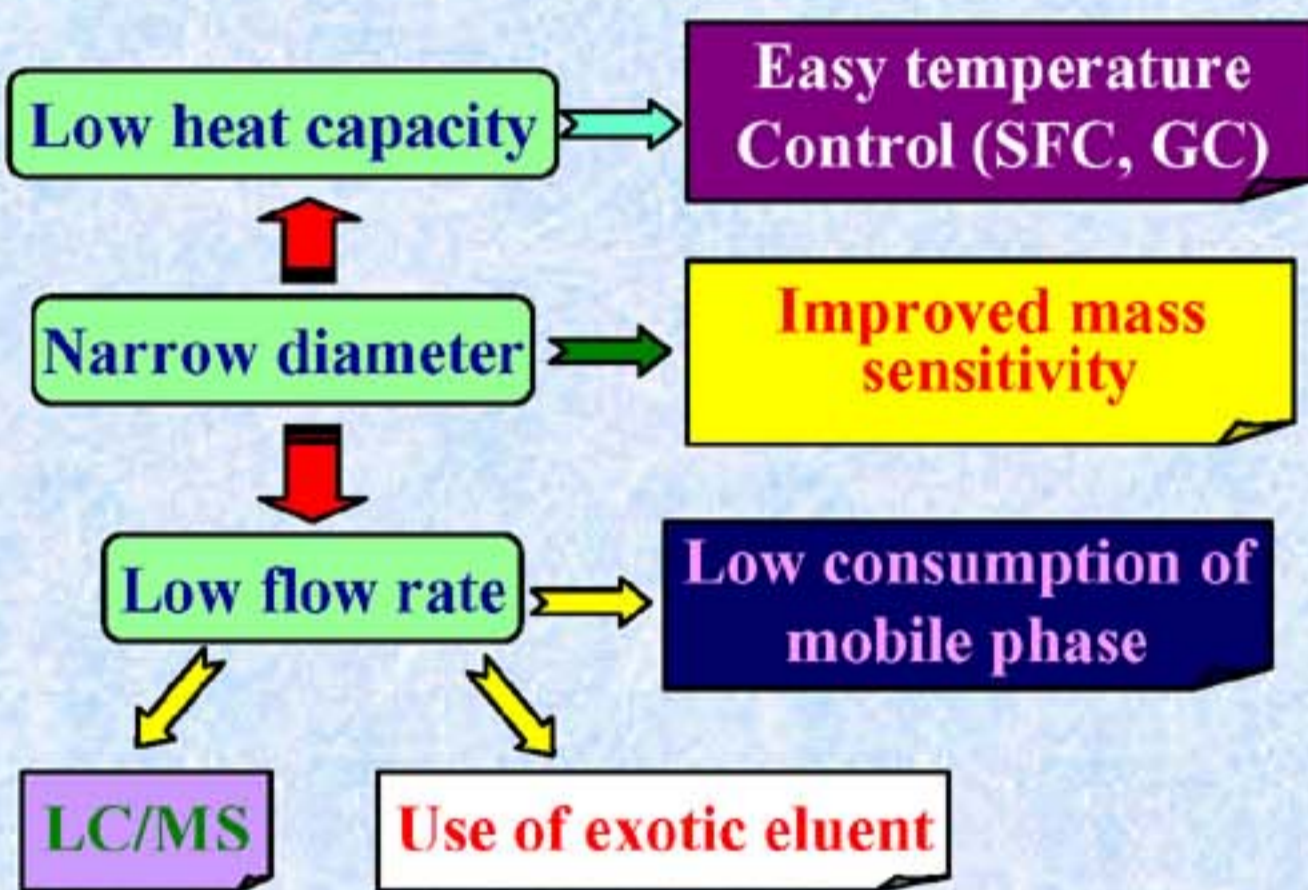 Low heat capacity
Easy temperature
Control (SFC, GC)
Narrow diameter
Improved mass
sensitivity
Low flow rate
Low consumption of
mobile phase
LC/MS
Use of exotic eluent